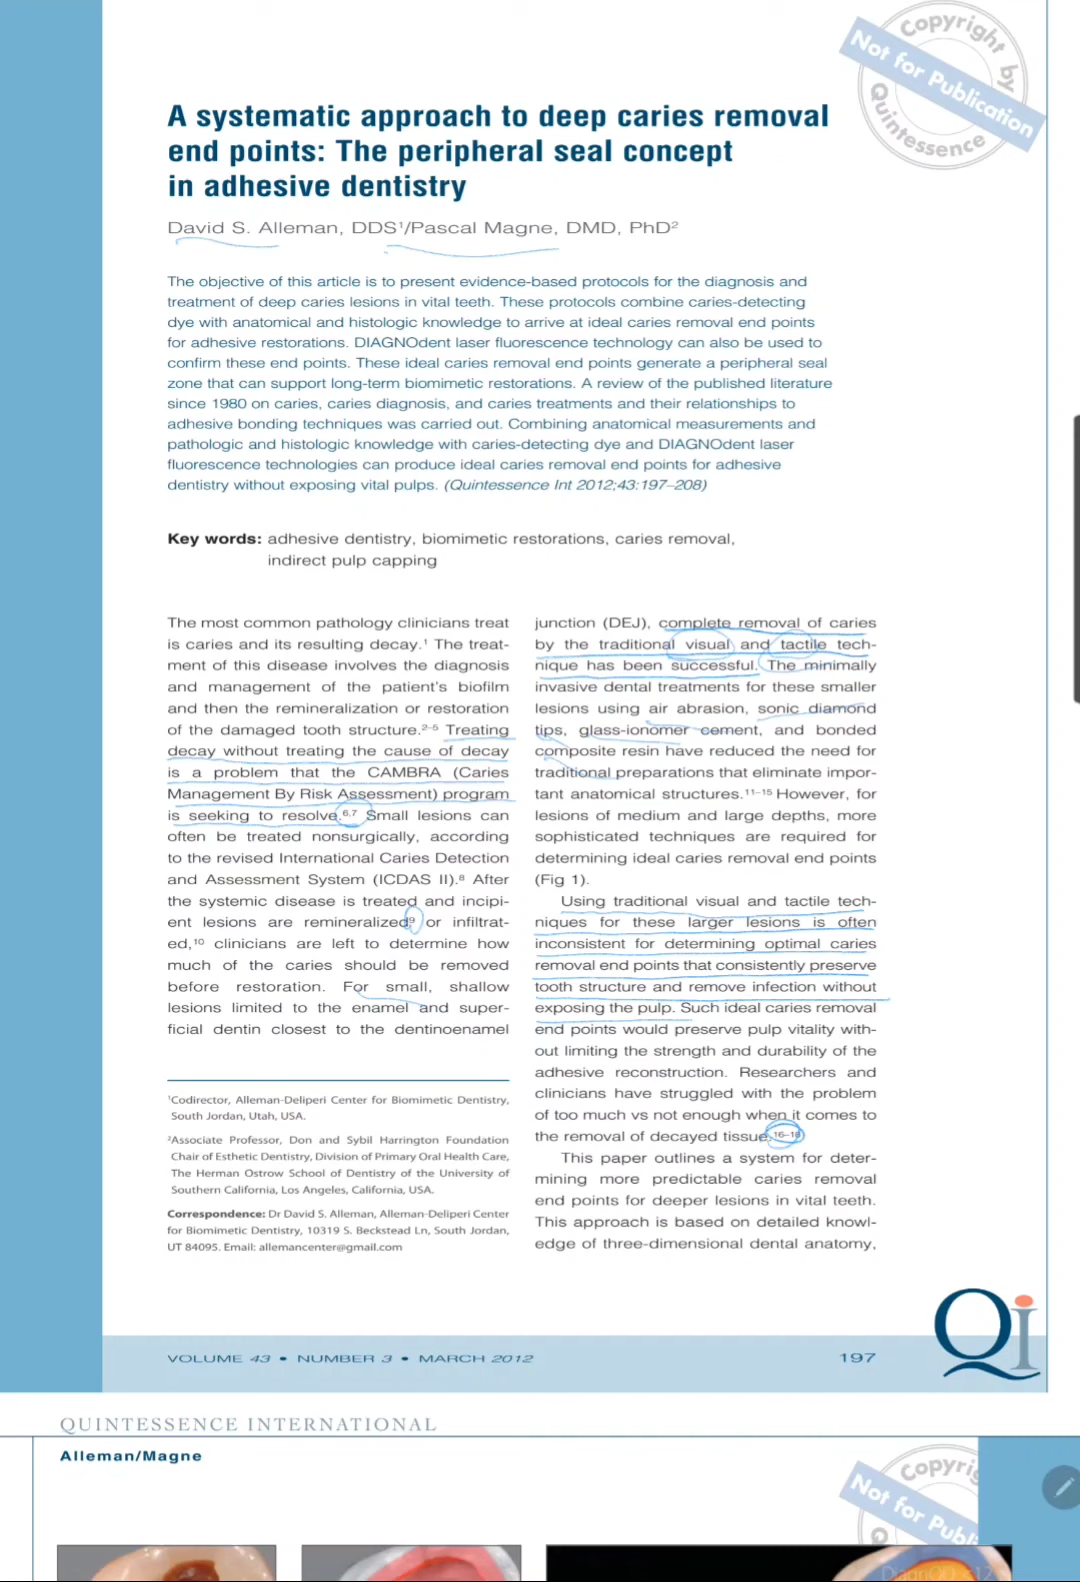 Copyright by
Not for Publication
Quintessence
A systematic approach to deep caries removal
end points: The peripheral seal concept
in adhesive dentistry
David S. Alleman, DDS¹/Pascal Magne, DMD, PhD²
The objective of this article is to present evidence-based protocols for the diagnosis and
treatment of deep caries lesions in vital teeth. These protocols combine caries-detecting
dye with anatomical and histologic knowledge to arrive at ideal caries removal end points
for adhesive restorations. DIAGNOdent laser fluorescence technology can also be used to
confirm these end points. These ideal caries removal end points generate a peripheral seal
zone that can support long-term biomimetic restorations. A review of the published literature
since 1980 on caries, caries diagnosis, and caries treatments and their relationships to
adhesive bonding techniques was carried out. Combining anatomical measurements and
pathologic and histologic knowledge with caries-detecting dye and DIAGNOdent laser
fluorescence technologies can produce ideal caries removal end points for adhesive
dentistry without exposing vital pulps. (Quintessence Int 2012;43:197–208)
Key words: adhesive dentistry, biomimetic restorations, caries removal,
indirect pulp capping
The most common pathology clinicians treat
is caries and its resulting decay.¹ The treat-
ment of this disease involves the diagnosis
and management of the patient's biofilm
and then the remineralization or restoration
of the damaged tooth structure.²⁻⁵ Treating
decay without treating the cause of decay
is a problem that the CAMBRA (Caries
Management By Risk Assessment) program
is seeking to resolve.⁶,⁷ Small lesions can
often be treated nonsurgically, according
to the revised International Caries Detection
and Assessment System (ICDAS II).⁸ After
the systemic disease is treated and incipi-
ent lesions are remineralized⁹ or infiltrat-
ed,¹⁰ clinicians are left to determine how
much of the caries should be removed
before restoration. For small, shallow
lesions limited to the enamel and super-
ficial dentin closest to the dentinoenamel
¹Codirector, Alleman-Deliperi Center for Biomimetic Dentistry,
South Jordan, Utah, USA.
²Associate Professor, Don and Sybil Harrington Foundation
Chair of Esthetic Dentistry, Division of Primary Oral Health Care,
The Herman Ostrow School of Dentistry of the University of
Southern California, Los Angeles, California, USA.
Correspondence: Dr David S. Alleman, Alleman-Deliperi Center
for Biomimetic Dentistry, 10319 S. Beckstead Ln, South Jordan,
UT 84095. Email: allemancenter@gmail.com
junction (DEJ), complete removal of caries
by the traditional visual and tactile tech-
nique has been successful. The minimally
invasive dental treatments for these smaller
lesions using air abrasion, sonic diamond
tips, glass-ionomer cement, and bonded
composite resin have reduced the need for
traditional preparations that eliminate impor-
tant anatomical structures.¹¹⁻¹⁵ However, for
lesions of medium and large depths, more
sophisticated techniques are required for
determining ideal caries removal end points
(Fig 1).
Using traditional visual and tactile tech-
niques for these larger lesions is often
inconsistent for determining optimal caries
removal end points that consistently preserve
tooth structure and remove infection without
exposing the pulp. Such ideal caries removal
end points would preserve pulp vitality with-
out limiting the strength and durability of the
adhesive reconstruction. Researchers and
clinicians have struggled with the problem
of too much vs not enough when it comes to
the removal of decayed tissue.¹⁶⁻¹⁸
This paper outlines a system for deter-
mining more predictable caries removal
end points for deeper lesions in vital teeth.
This approach is based on detailed knowl-
edge of three-dimensional dental anatomy,
VOLUME 43 • NUMBER 3 • MARCH 2012
197
Qi
QUINTESSENCE INTERNATIONAL
Alleman/Magne
Copyri
Not for Publi